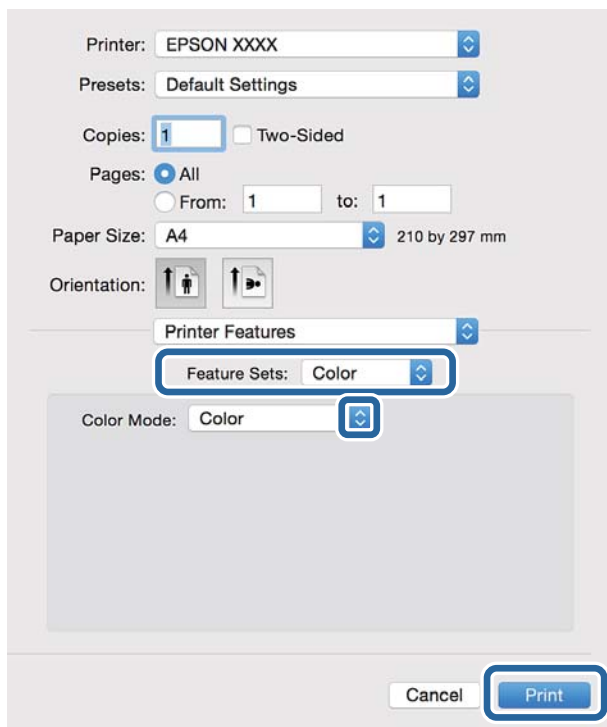 Printer: EPSON XXXX
Presets: Default Settings
Copies: 1 Two-Sided
Pages: All
From: 1 to: 1
Paper Size: A4 210 by 297 mm
Orientation:
Printer Features
Feature Sets: Color
Color Mode: Color
Cancel Print